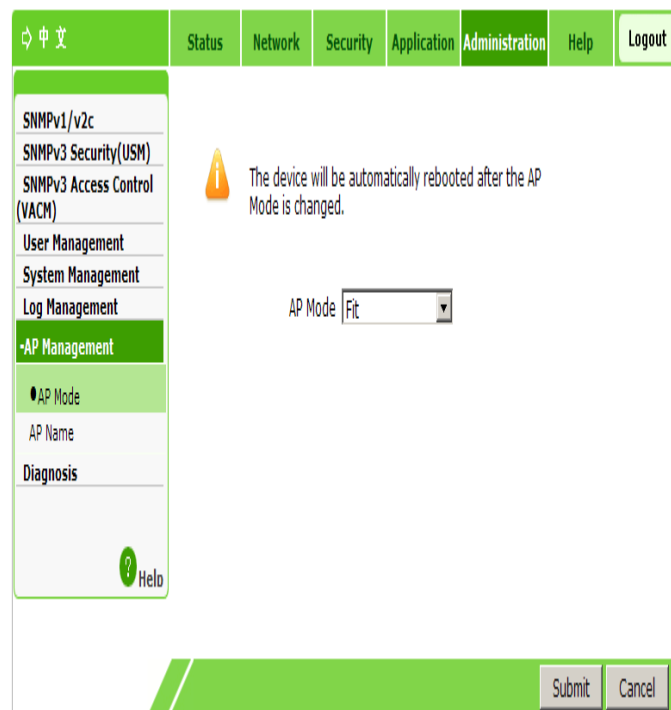 ⇨ 中文
Status Network Security Application Administration Help Logout
SNMPv1/v2c
SNMPv3 Security(USM)
SNMPv3 Access Control
(VACM)
User Management
System Management
Log Management
-AP Management
●AP Mode
AP Name
Diagnosis
? Help
i
The device will be automatically rebooted after the AP
Mode is changed.
AP Mode Fit
Submit Cancel